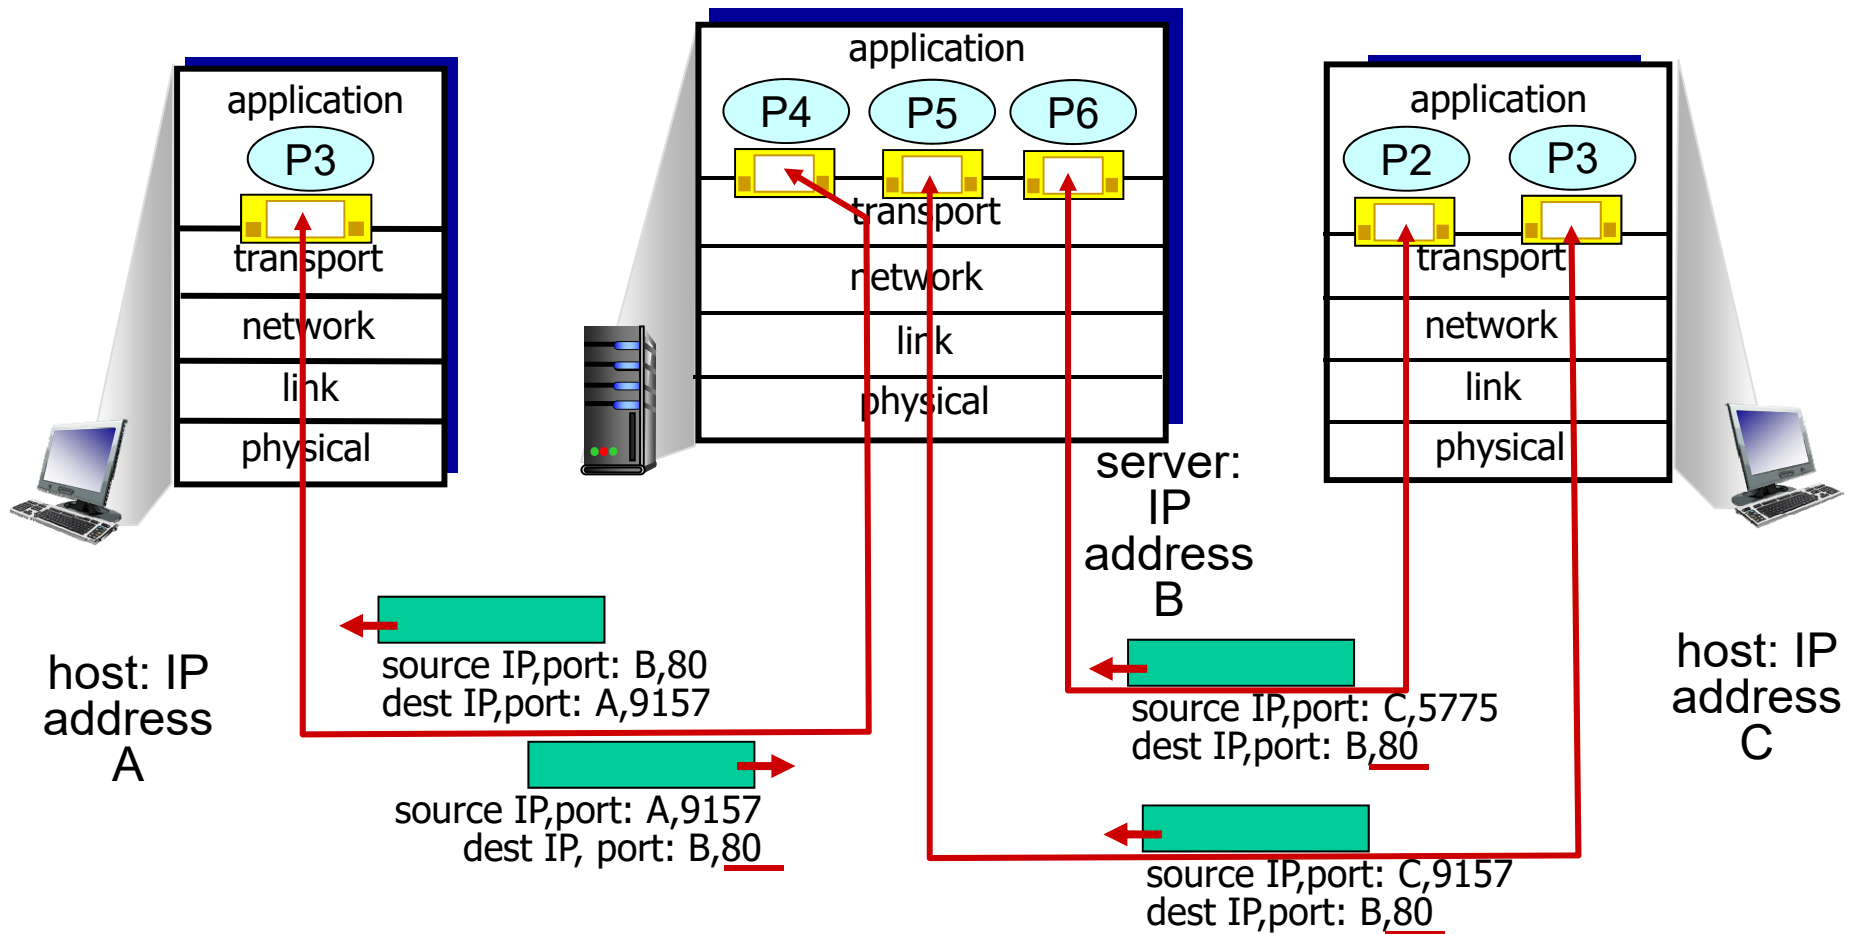 application
P3
transport
network
link
physical
host: IP
address
A
application
P4
P5
P6
transport
network
link
physical
server:
IP
address
B
application
P2
P3
transport
network
link
physical
host: IP
address
C
source IP,port: B,80
dest IP,port: A,9157
source IP,port: A,9157
dest IP, port: B,80
source IP,port: C,5775
dest IP,port: B,80
source IP,port: C,9157
dest IP,port: B,80